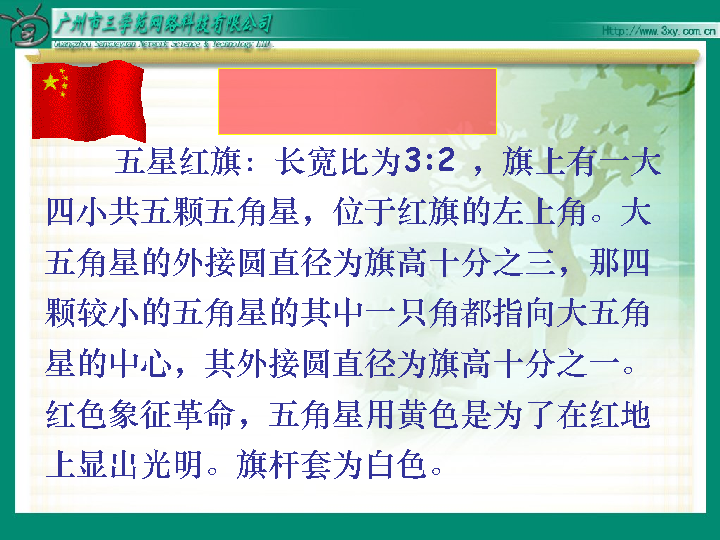 广州市三学苑网络科技有限公司
Guangzhou Sanxueyuan Network Science & Technology Ltd.
Http://www.3xy.com.cn
五星红旗：长宽比为3:2 ，旗上有一大
四小共五颗五角星，位于红旗的左上角。大
五角星的外接圆直径为旗高十分之三，那四
颗较小的五角星的其中一只角都指向大五角
星的中心，其外接圆直径为旗高十分之一。
红色象征革命，五角星用黄色是为了在红地
上显出光明。旗杆套为白色。